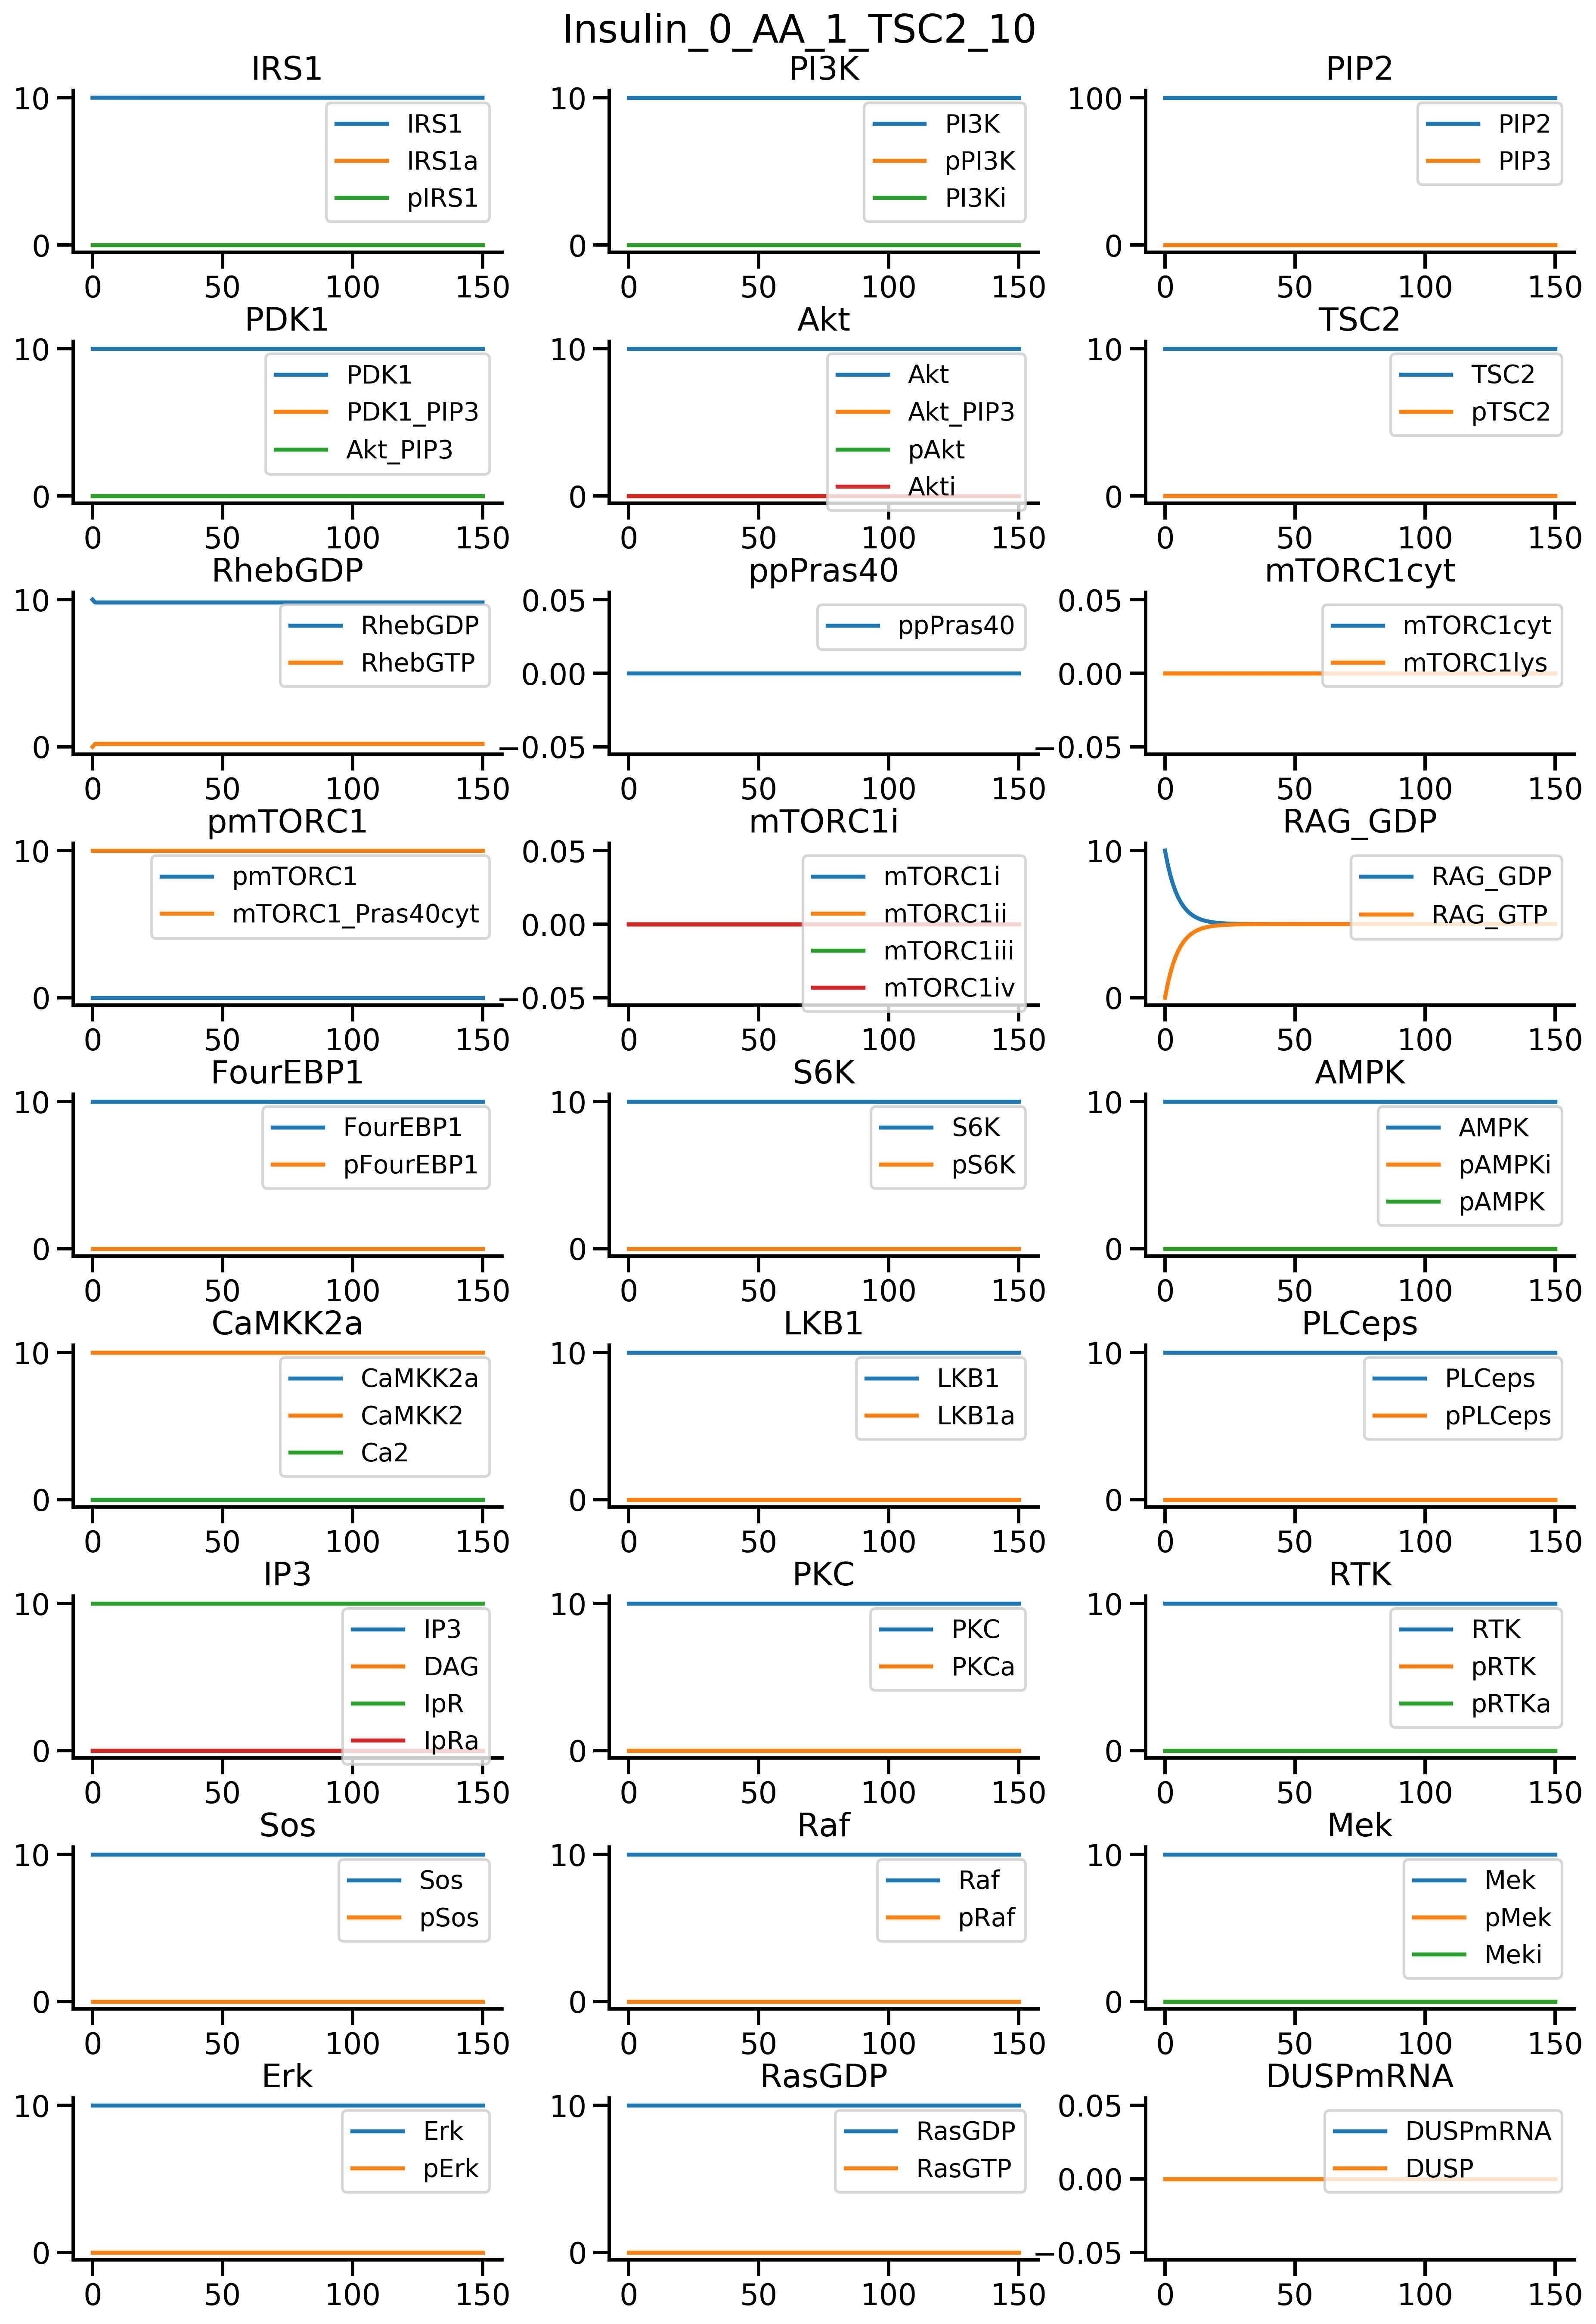 Insulin_0_AA_1_TSC2_10
IRS1 PI3K PIP2
10 IRS1 IRS1a pIRS1 0
10 PI3K pPI3K PI3Ki 0
100 PIP2 PIP3 0
0 50 100 150 0 50 100 150 0 50 100 150
PDK1 Akt TSC2
10 PDK1 PDK1_PIP3 Akt_PIP3 0
10 Akt Akt_PIP3 pAkt Akti 0
10 TSC2 pTSC2 0
0 50 100 150 0 50 100 150 0 50 100 150
RhebGDP ppPras40 mTORC1cyt
10 RhebGDP RhebGTP 0
0.05 ppPras40 0.00 −0.05
0.05 mTORC1cyt mTORC1lys 0.00 −0.05
0 50 100 150 0 50 100 150 0 50 100 150
pmTORC1 mTORC1i RAG_GDP
10 pmTORC1 mTORC1_Pras40cyt 0
0.05 mTORC1i mTORC1ii 0.00 mTORC1iii mTORC1iv −0.05
10 RAG_GDP RAG_GTP 0
0 50 100 150 0 50 100 150 0 50 100 150
FourEBP1 S6K AMPK
10 FourEBP1 pFourEBP1 0
10 S6K pS6K 0
10 AMPK pAMPKi pAMPK 0
0 50 100 150 0 50 100 150 0 50 100 150
CaMKK2a LKB1 PLCeps
10 CaMKK2a CaMKK2 Ca2 0
10 LKB1 LKB1a 0
10 PLCeps pPLCeps 0
0 50 100 150 0 50 100 150 0 50 100 150
IP3 PKC RTK
10 IP3 DAG IpR IpRa 0
10 PKC PKCa 0
10 RTK pRTK pRTKa 0
0 50 100 150 0 50 100 150 0 50 100 150
Sos Raf Mek
10 Sos pSos 0
10 Raf pRaf 0
10 Mek pMek Meki 0
0 50 100 150 0 50 100 150 0 50 100 150
Erk RasGDP DUSPmRNA
10 Erk pErk 0
10 RasGDP RasGTP 0
0.05 DUSPmRNA DUSP 0.00 −0.05
0 50 100 150 0 50 100 150 0 50 100 150